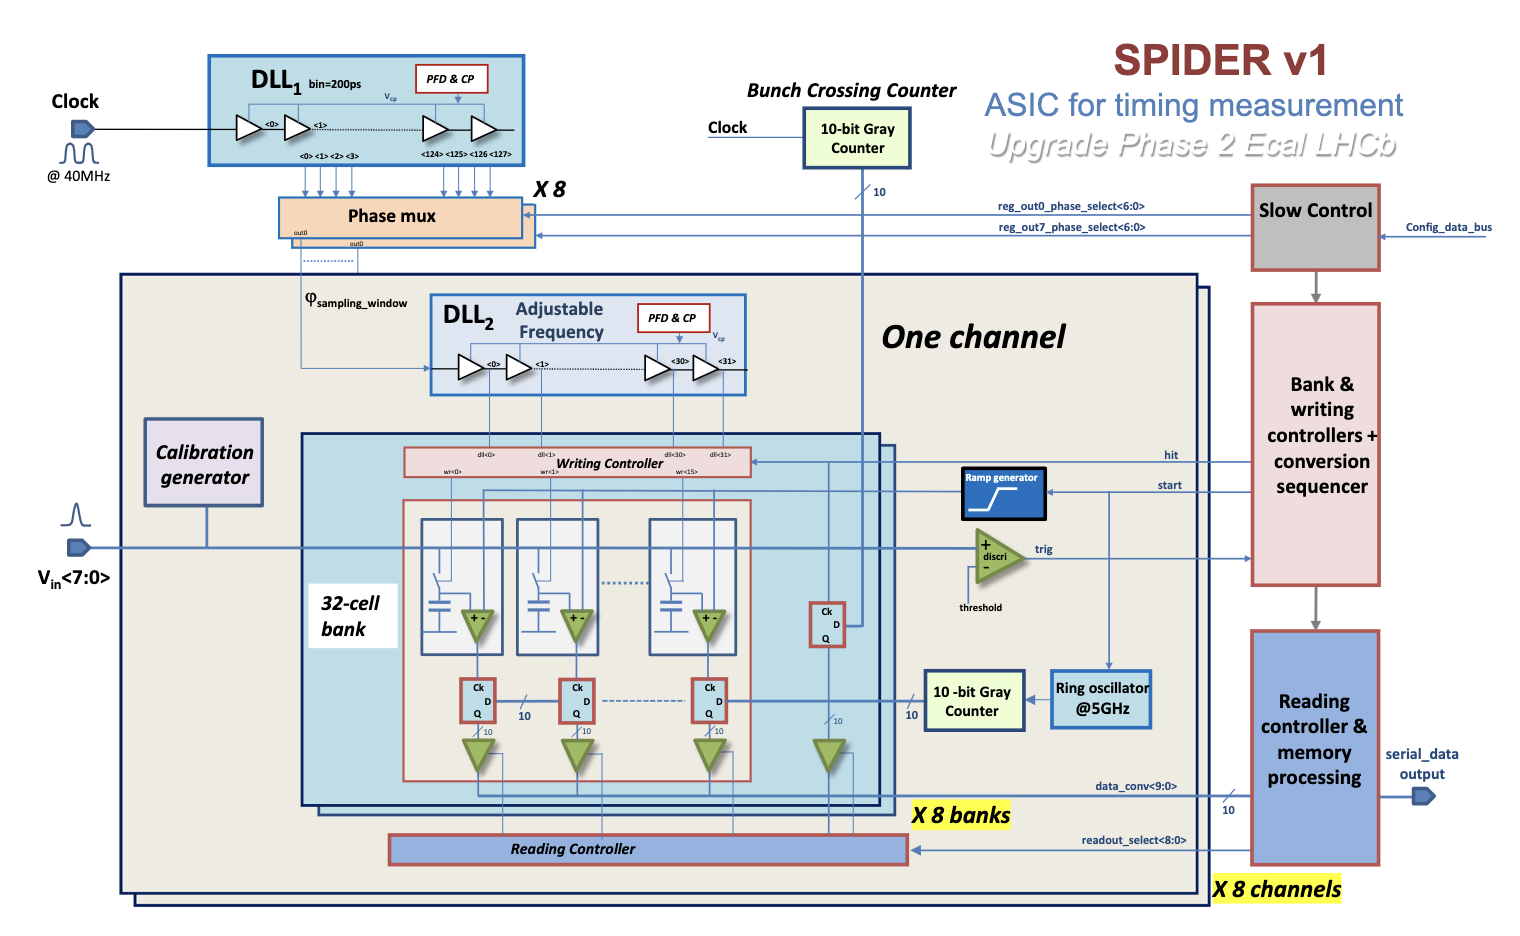 SPIDER v1
ASIC for timing measurement
Upgrade Phase 2 Ecal LHCb
Clock
@ 40MHz
DLL1 bin=200ps
PFD & CP
Vcp
<0>
<1>
<0> <1> <2> <3>
<124> <125> <126 <127>
X 8
Phase mux
out0
out0
Bunch Crossing Counter
Clock
10-bit Gray
Counter
10
reg_out0_phase_select<6:0>
reg_out7_phase_select<6:0>
Slow Control
Config_data_bus
φsampling_window
DLL2
Adjustable
Frequency
PFD & CP
Vcp
<0>
<1>
<30>
<31>
One channel
Bank &
writing
controllers +
conversion
sequencer
Calibration
generator
dll<0>
dll<1>
dll<30>
dll<31>
Writing Controller
wr<0>
wr<1>
wr<15>
hit
Ramp generator
start
Vin<7:0>
+
discri
-
trig
threshold
32-cell
bank
+ -
+ -
+ -
Ck
D
Q
Ck
D
Q
10
Ck
D
Q
Ck
D
Q
10
10
10
10
10
10 -bit Gray
Counter
Ring oscillator
@5GHz
Reading
controller &
memory
processing
serial_data
output
data_conv<9:0>
10
X 8 banks
Reading Controller
readout_select<8:0>
X 8 channels